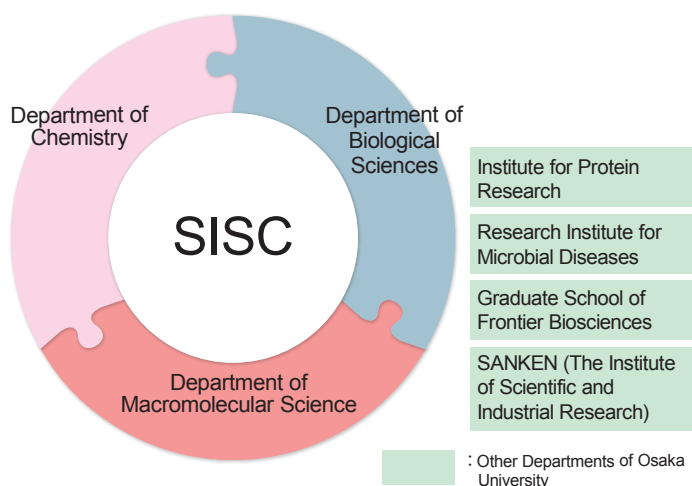 Department of
Chemistry
Department of
Biological
Sciences
SISC
Department of
Macromolecular Science
Institute for Protein
Research
Research Institute for
Microbial Diseases
Graduate School of
Frontier Biosciences
SANKEN (The Institute
of Scientific and
Industrial Research)
: Other Departments of Osaka
University